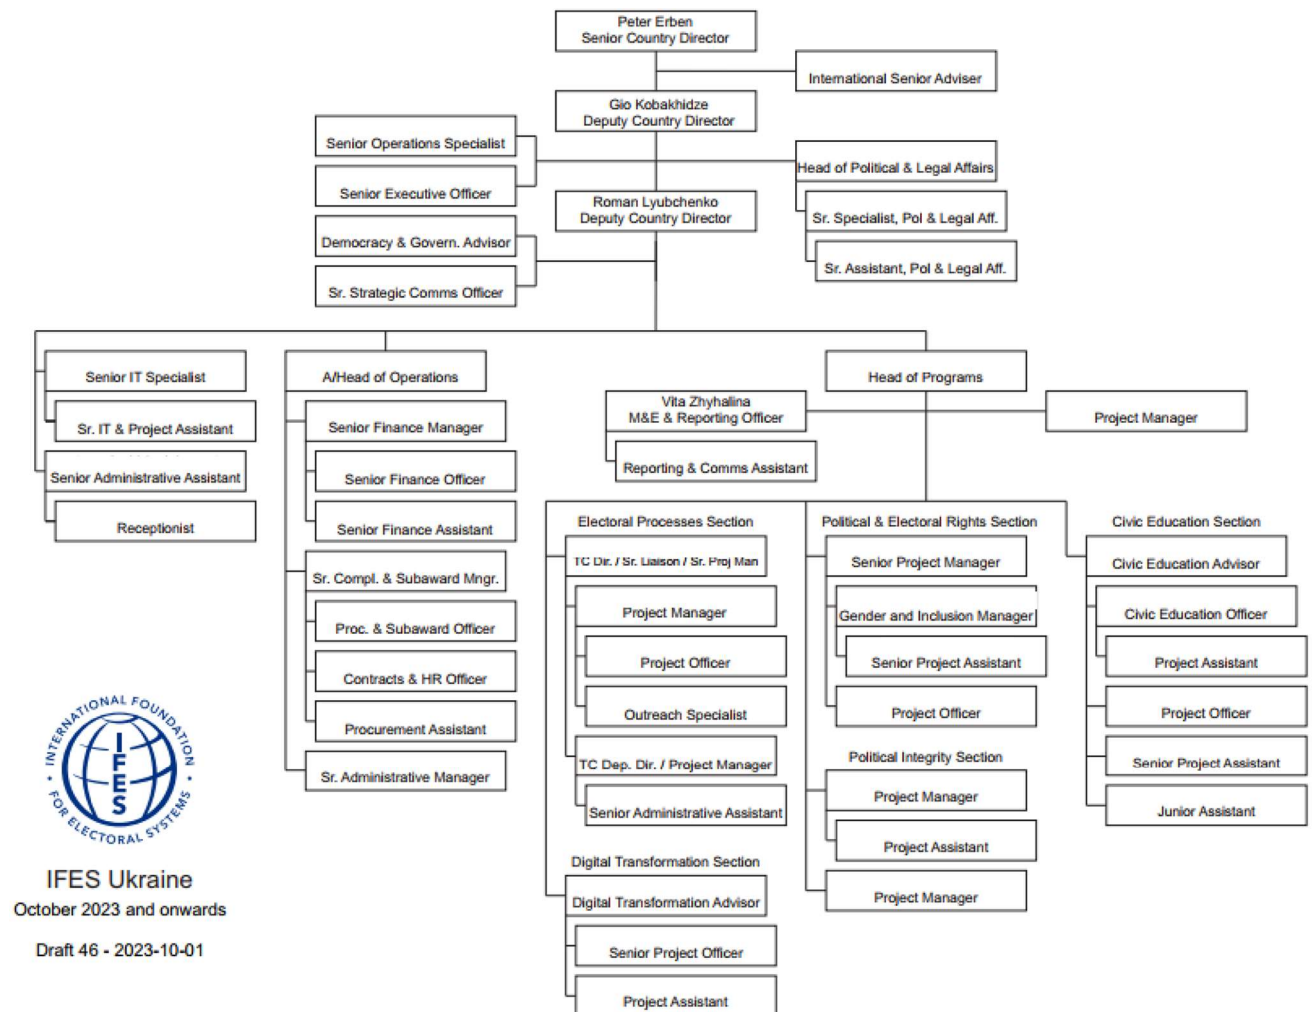 Peter Erben
Senior Country Director
International Senior Adviser
Gio Kobakhidze
Deputy Country Director
Senior Operations Specialist
Senior Executive Officer
Head of Political & Legal Affairs
Sr. Specialist, Pol & Legal Aff.
Sr. Assistant, Pol & Legal Aff.
Roman Lyubchenko
Deputy Country Director
Democracy & Govern. Advisor
Sr. Strategic Comms Officer
Senior IT Specialist
Sr. IT & Project Assistant
Senior Administrative Assistant
Receptionist
A/Head of Operations
Senior Finance Manager
Senior Finance Officer
Senior Finance Assistant
Sr. Compl. & Subaward Mngr.
Proc. & Subaward Officer
Contracts & HR Officer
Procurement Assistant
Sr. Administrative Manager
Head of Programs
Vita Zhyhalina
M&E & Reporting Officer
Reporting & Comms Assistant
Project Manager
Electoral Processes Section
TC Dir. / Sr. Liaison / Sr. Proj Man
Project Manager
Project Officer
Outreach Specialist
TC Dep. Dir. / Project Manager
Senior Administrative Assistant
Digital Transformation Section
Digital Transformation Advisor
Senior Project Officer
Project Assistant
Political & Electoral Rights Section
Senior Project Manager
Gender and Inclusion Manager
Senior Project Assistant
Project Officer
Political Integrity Section
Project Manager
Project Assistant
Project Manager
Civic Education Section
Civic Education Advisor
Civic Education Officer
Project Assistant
Project Officer
Senior Project Assistant
Junior Assistant
INTERNATIONAL FOUNDATION
FOR ELECTORAL SYSTEMS
IFES
IFES Ukraine
October 2023 and onwards
Draft 46 - 2023-10-01